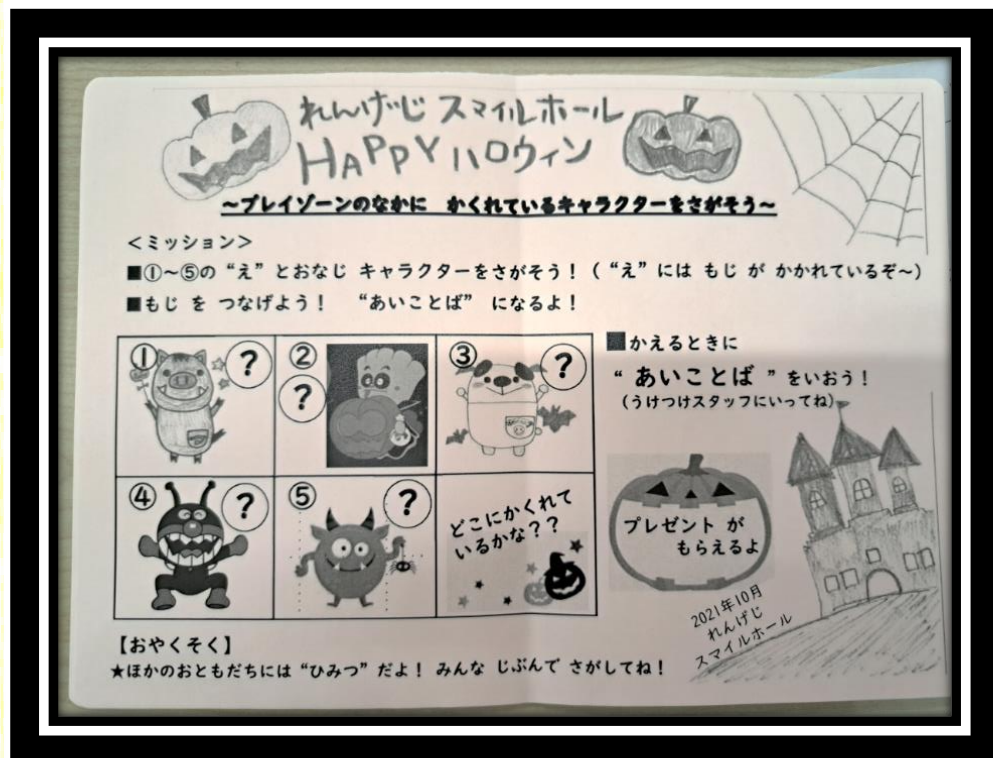 れんげじ スマイルホール
HAPPY ハロウィン
～プレイゾーンのなかに　かくれているキャラクターをさがそう～
＜ミッション＞
■①～⑤の “え” とおなじ キャラクターをさがそう！（ “え” には もじ が かかれているぞ～）
■もじ を つなげよう！　“あいことば” になるよ！
① ?
② ?
③ ?
④ ?
⑤ ?
どこにかくれて
いるかな？？
■かえるときに
“ あいことば ” をいおう！
（うけつけスタッフにいってね）
プレゼント が
もらえるよ
2021年10月
れんげじ
スマイルホール
【おやくそく】
★ほかのおともだちには “ひみつ” だよ！ みんな じぶんで さがしてね！